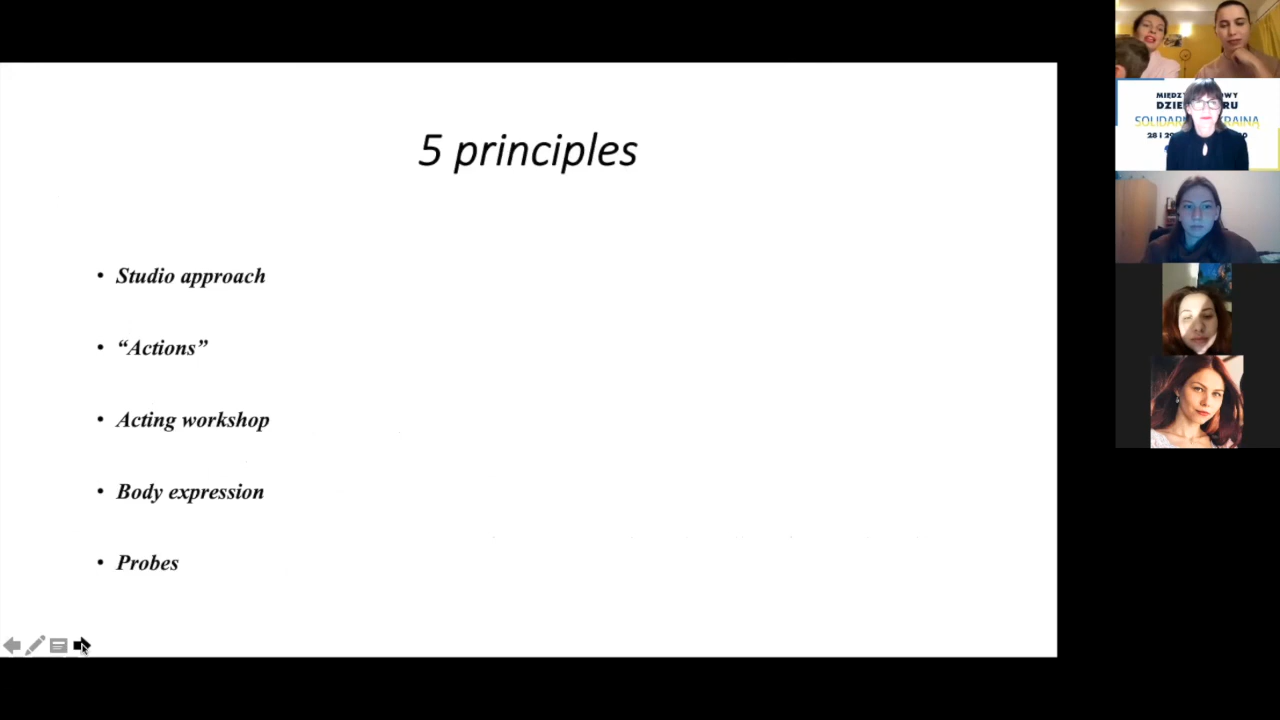 5 principles
• Studio approach
• “Actions”
• Acting workshop
• Body expression
• Probes